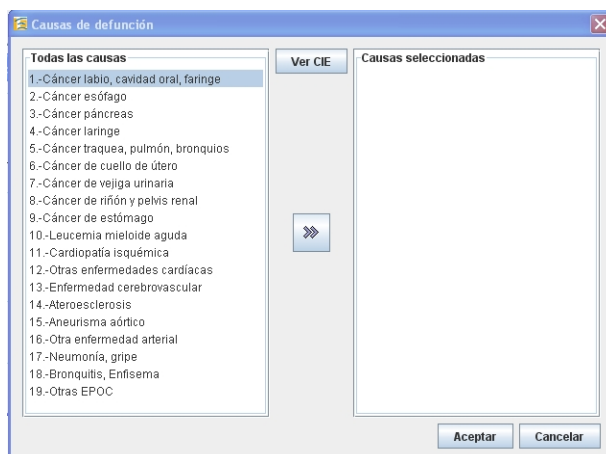 Causas de defunción
Todas las causas
1.-Cáncer labio, cavidad oral, faringe
2.-Cáncer esófago
3.-Cáncer páncreas
4.-Cáncer laringe
5.-Cáncer traquea, pulmón, bronquios
6.-Cáncer de cuello de útero
7.-Cáncer de vejiga urinaria
8.-Cáncer de riñón y pelvis renal
9.-Cáncer de estómago
10.-Leucemia mieloide aguda
11.-Cardiopatía isquémica
12.-Otras enfermedades cardíacas
13.-Enfermedad cerebrovascular
14.-Ateroesclerosis
15.-Aneurisma aórtico
16.-Otra enfermedad arterial
17.-Neumonía, gripe
18.-Bronquitis, Enfisema
19.-Otras EPOC
Ver CIE
Causas seleccionadas
Aceptar
Cancelar